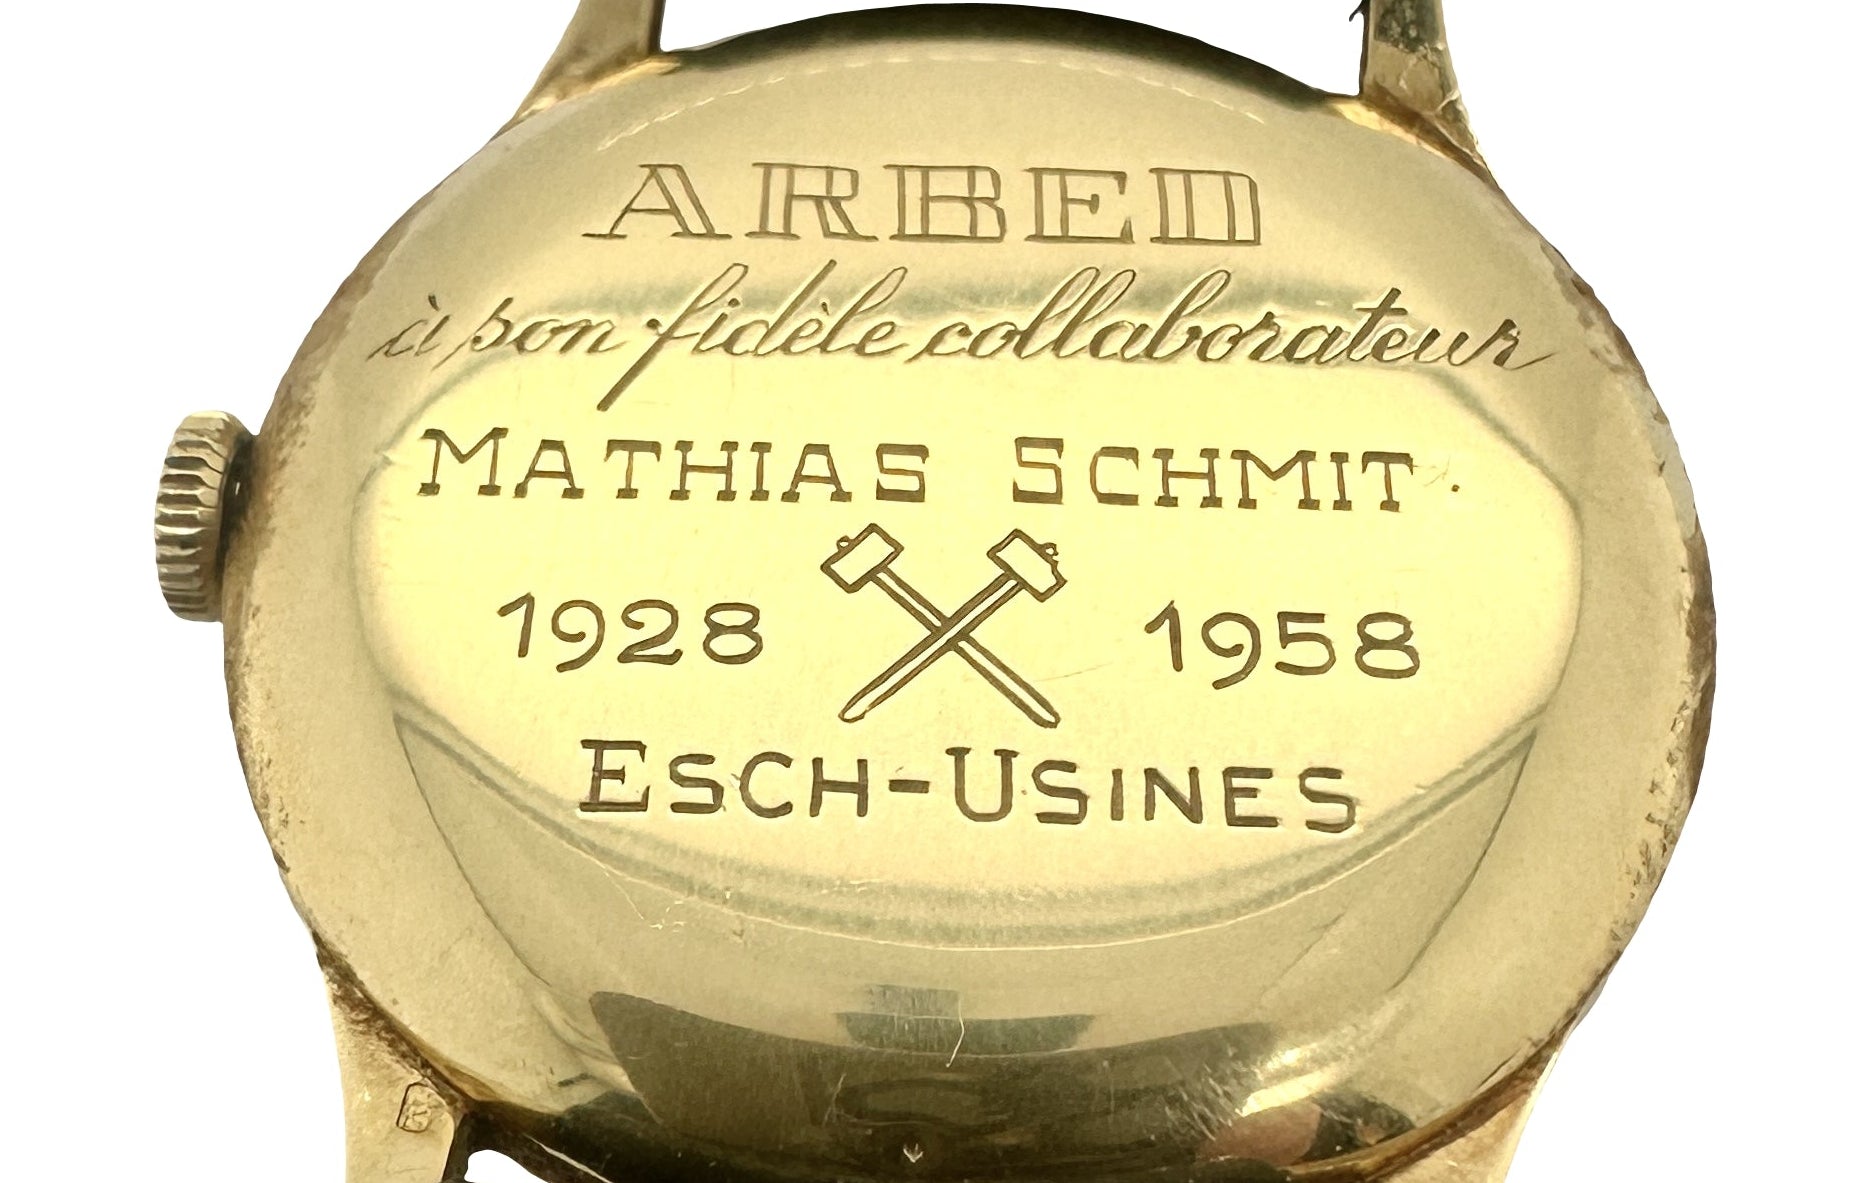 ARBED
à son fidèle collaborateur
MATHIAS SCHMIT.
1928 1958
ESCH-USINES